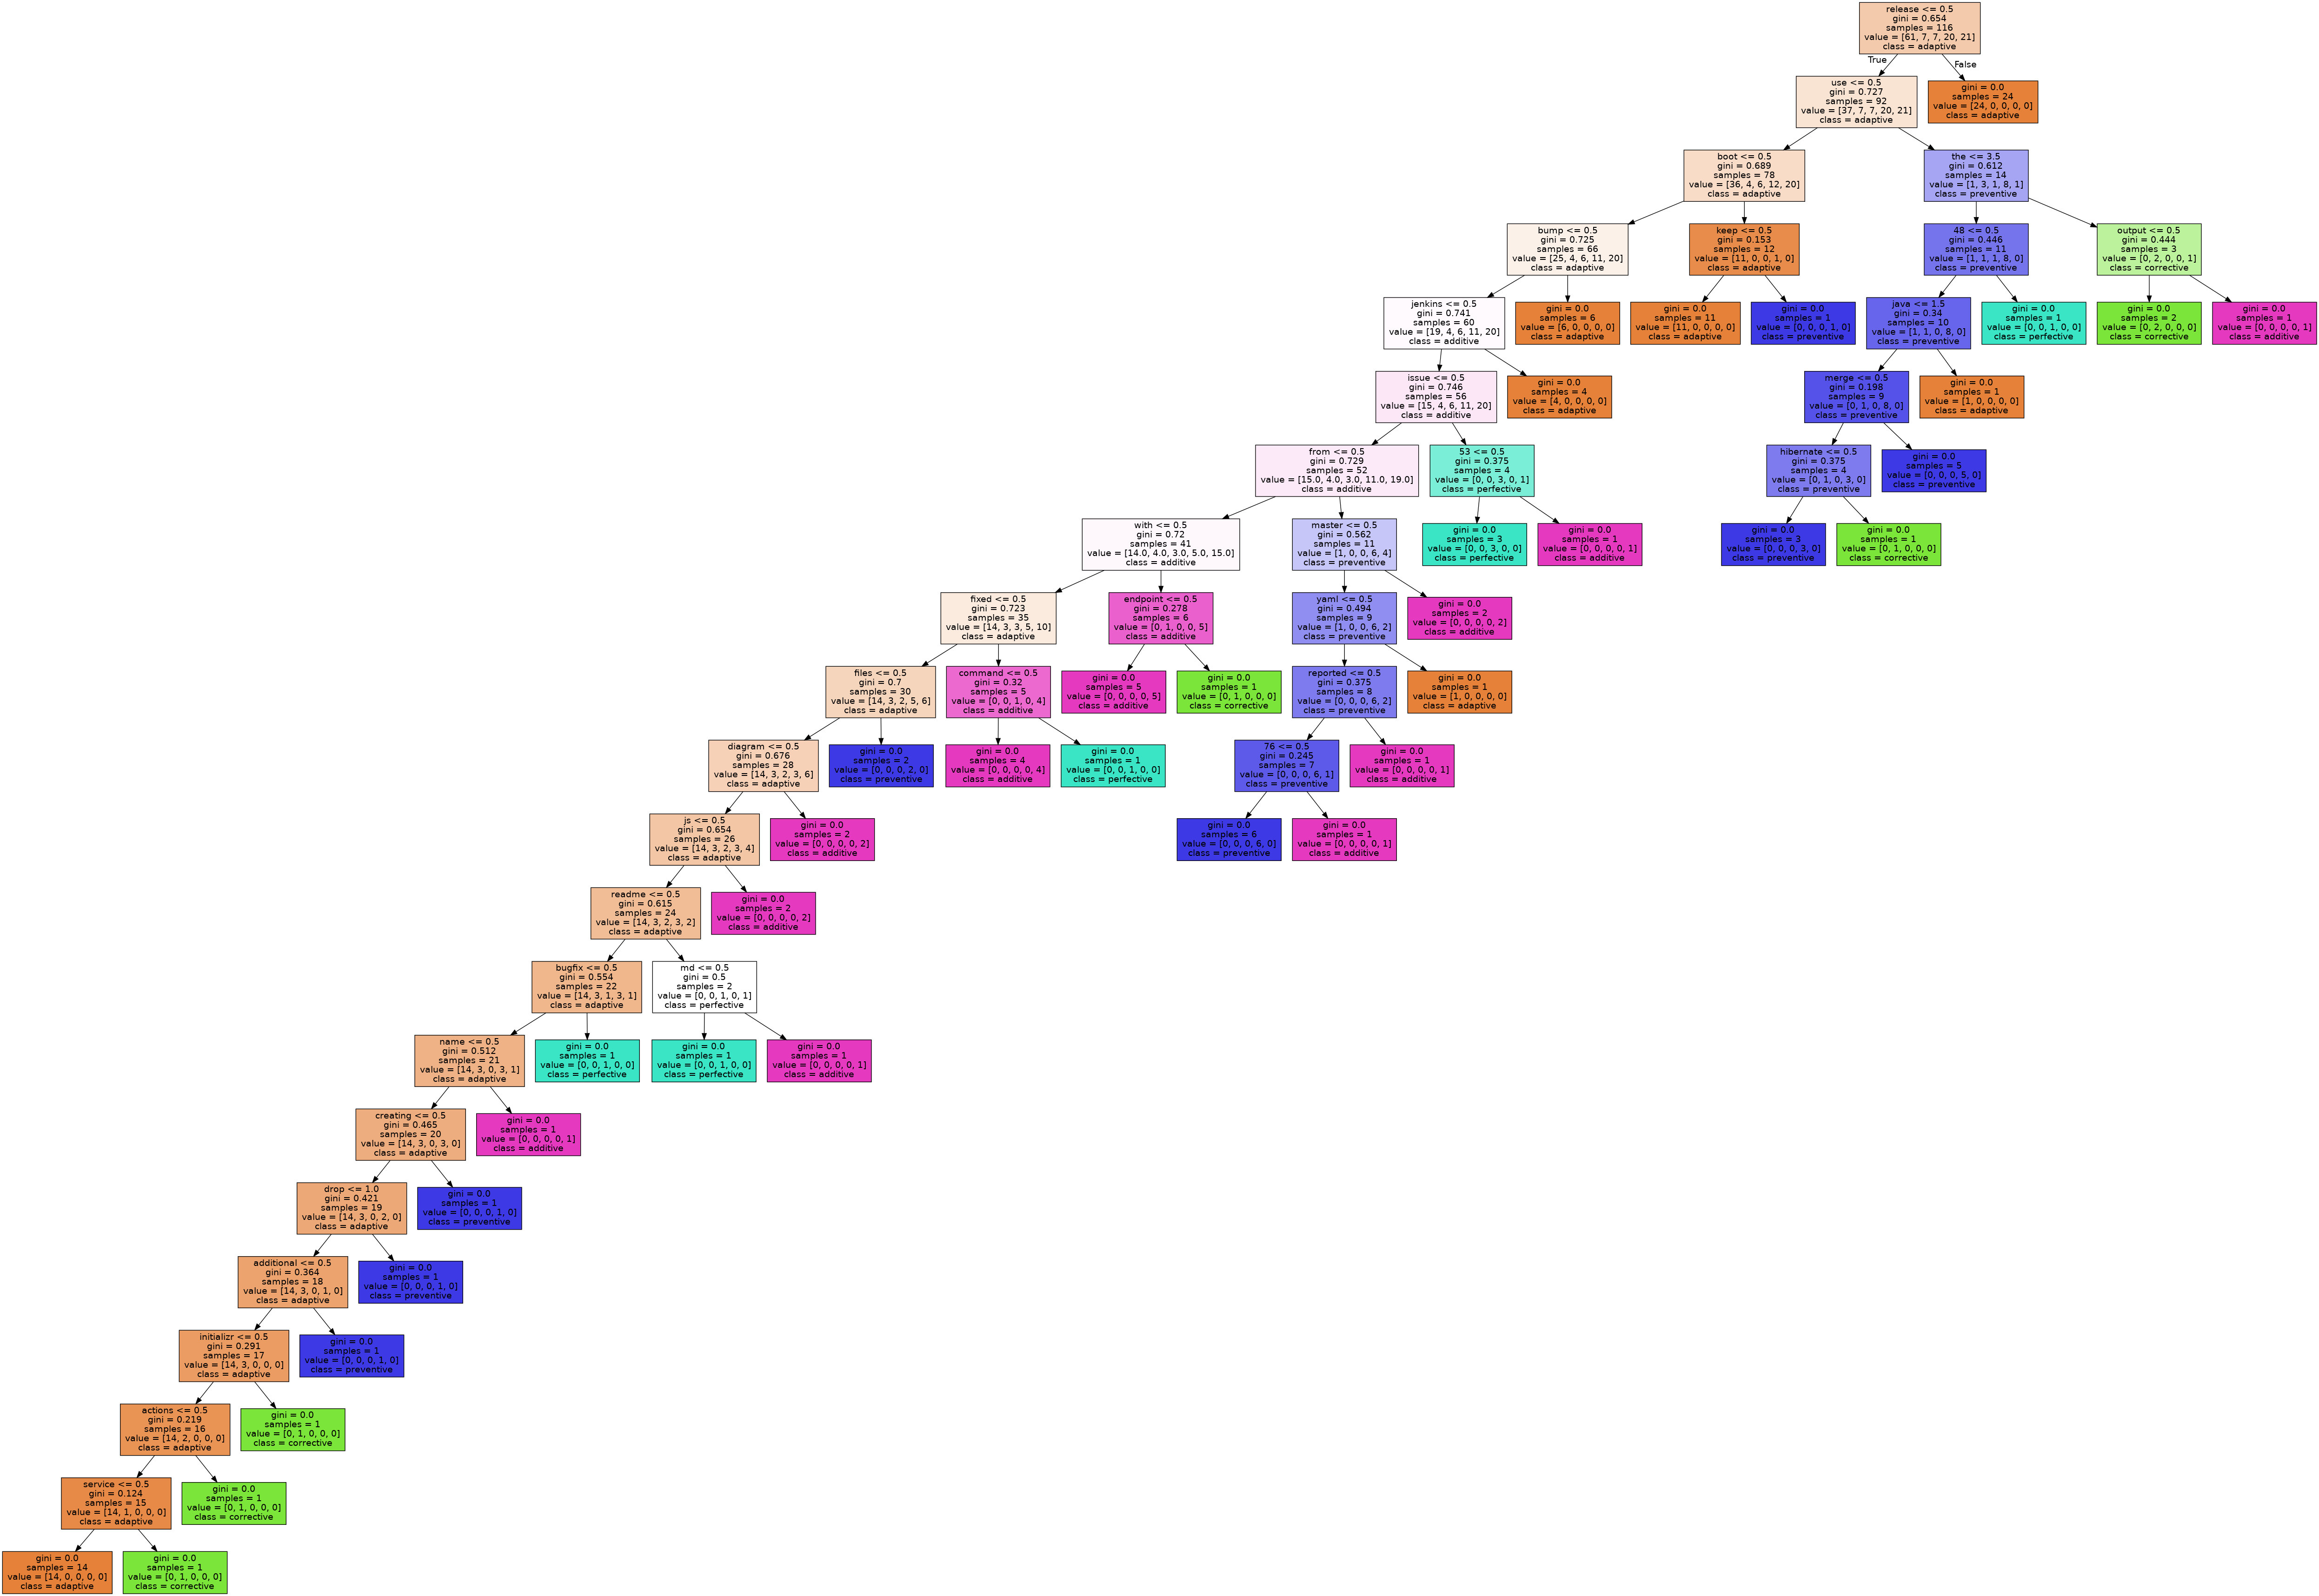 release <= 0.5
gini = 0.654
samples = 116
value = [61, 7, 7, 20, 21]
class = adaptive
True
False
use <= 0.5
gini = 0.727
samples = 92
value = [37, 7, 7, 20, 21]
class = adaptive
gini = 0.0
samples = 24
value = [24, 0, 0, 0, 0]
class = adaptive
boot <= 0.5
gini = 0.689
samples = 78
value = [36, 4, 6, 12, 20]
class = adaptive
the <= 3.5
gini = 0.612
samples = 14
value = [1, 3, 1, 8, 1]
class = preventive
bump <= 0.5
gini = 0.725
samples = 66
value = [25, 4, 6, 11, 20]
class = adaptive
keep <= 0.5
gini = 0.153
samples = 12
value = [11, 0, 0, 1, 0]
class = adaptive
48 <= 0.5
gini = 0.446
samples = 11
value = [1, 1, 1, 8, 0]
class = preventive
output <= 0.5
gini = 0.444
samples = 3
value = [0, 2, 0, 0, 1]
class = corrective
jenkins <= 0.5
gini = 0.741
samples = 60
value = [19, 4, 6, 11, 20]
class = additive
gini = 0.0
samples = 6
value = [6, 0, 0, 0, 0]
class = adaptive
gini = 0.0
samples = 11
value = [11, 0, 0, 0, 0]
class = adaptive
gini = 0.0
samples = 1
value = [0, 0, 0, 1, 0]
class = preventive
java <= 1.5
gini = 0.34
samples = 10
value = [1, 1, 0, 8, 0]
class = preventive
gini = 0.0
samples = 1
value = [0, 0, 1, 0, 0]
class = perfective
gini = 0.0
samples = 2
value = [0, 2, 0, 0, 0]
class = corrective
gini = 0.0
samples = 1
value = [0, 0, 0, 0, 1]
class = additive
issue <= 0.5
gini = 0.746
samples = 56
value = [15, 4, 6, 11, 20]
class = additive
gini = 0.0
samples = 4
value = [4, 0, 0, 0, 0]
class = adaptive
merge <= 0.5
gini = 0.198
samples = 9
value = [0, 1, 0, 8, 0]
class = preventive
gini = 0.0
samples = 1
value = [1, 0, 0, 0, 0]
class = adaptive
from <= 0.5
gini = 0.729
samples = 52
value = [15.0, 4.0, 3.0, 11.0, 19.0]
class = additive
53 <= 0.5
gini = 0.375
samples = 4
value = [0, 0, 3, 0, 1]
class = perfective
hibernate <= 0.5
gini = 0.375
samples = 4
value = [0, 1, 0, 3, 0]
class = preventive
gini = 0.0
samples = 5
value = [0, 0, 0, 5, 0]
class = preventive
with <= 0.5
gini = 0.72
samples = 41
value = [14.0, 4.0, 3.0, 5.0, 15.0]
class = additive
master <= 0.5
gini = 0.562
samples = 11
value = [1, 0, 0, 6, 4]
class = preventive
gini = 0.0
samples = 3
value = [0, 0, 3, 0, 0]
class = perfective
gini = 0.0
samples = 1
value = [0, 0, 0, 0, 1]
class = additive
gini = 0.0
samples = 3
value = [0, 0, 0, 3, 0]
class = preventive
gini = 0.0
samples = 1
value = [0, 1, 0, 0, 0]
class = corrective
fixed <= 0.5
gini = 0.723
samples = 35
value = [14, 3, 3, 5, 10]
class = adaptive
endpoint <= 0.5
gini = 0.278
samples = 6
value = [0, 1, 0, 0, 5]
class = additive
yaml <= 0.5
gini = 0.494
samples = 9
value = [1, 0, 0, 6, 2]
class = preventive
gini = 0.0
samples = 2
value = [0, 0, 0, 0, 2]
class = additive
files <= 0.5
gini = 0.7
samples = 30
value = [14, 3, 2, 5, 6]
class = adaptive
command <= 0.5
gini = 0.32
samples = 5
value = [0, 0, 1, 0, 4]
class = additive
gini = 0.0
samples = 5
value = [0, 0, 0, 0, 5]
class = additive
gini = 0.0
samples = 1
value = [0, 1, 0, 0, 0]
class = corrective
reported <= 0.5
gini = 0.375
samples = 8
value = [0, 0, 0, 6, 2]
class = preventive
gini = 0.0
samples = 1
value = [1, 0, 0, 0, 0]
class = adaptive
diagram <= 0.5
gini = 0.676
samples = 28
value = [14, 3, 2, 3, 6]
class = adaptive
gini = 0.0
samples = 2
value = [0, 0, 0, 2, 0]
class = preventive
gini = 0.0
samples = 4
value = [0, 0, 0, 0, 4]
class = additive
gini = 0.0
samples = 1
value = [0, 0, 1, 0, 0]
class = perfective
76 <= 0.5
gini = 0.245
samples = 7
value = [0, 0, 0, 6, 1]
class = preventive
gini = 0.0
samples = 1
value = [0, 0, 0, 0, 1]
class = additive
js <= 0.5
gini = 0.654
samples = 26
value = [14, 3, 2, 3, 4]
class = adaptive
gini = 0.0
samples = 2
value = [0, 0, 0, 0, 2]
class = additive
gini = 0.0
samples = 6
value = [0, 0, 0, 6, 0]
class = preventive
gini = 0.0
samples = 1
value = [0, 0, 0, 0, 1]
class = additive
readme <= 0.5
gini = 0.615
samples = 24
value = [14, 3, 2, 3, 2]
class = adaptive
gini = 0.0
samples = 2
value = [0, 0, 0, 0, 2]
class = additive
bugfix <= 0.5
gini = 0.554
samples = 22
value = [14, 3, 1, 3, 1]
class = adaptive
md <= 0.5
gini = 0.5
samples = 2
value = [0, 0, 1, 0, 1]
class = perfective
name <= 0.5
gini = 0.512
samples = 21
value = [14, 3, 0, 3, 1]
class = adaptive
gini = 0.0
samples = 1
value = [0, 0, 1, 0, 0]
class = perfective
gini = 0.0
samples = 1
value = [0, 0, 1, 0, 0]
class = perfective
gini = 0.0
samples = 1
value = [0, 0, 0, 0, 1]
class = additive
creating <= 0.5
gini = 0.465
samples = 20
value = [14, 3, 0, 3, 0]
class = adaptive
gini = 0.0
samples = 1
value = [0, 0, 0, 0, 1]
class = additive
drop <= 1.0
gini = 0.421
samples = 19
value = [14, 3, 0, 2, 0]
class = adaptive
gini = 0.0
samples = 1
value = [0, 0, 0, 1, 0]
class = preventive
additional <= 0.5
gini = 0.364
samples = 18
value = [14, 3, 0, 1, 0]
class = adaptive
gini = 0.0
samples = 1
value = [0, 0, 0, 1, 0]
class = preventive
initializr <= 0.5
gini = 0.291
samples = 17
value = [14, 3, 0, 0, 0]
class = adaptive
gini = 0.0
samples = 1
value = [0, 0, 0, 1, 0]
class = preventive
actions <= 0.5
gini = 0.219
samples = 16
value = [14, 2, 0, 0, 0]
class = adaptive
gini = 0.0
samples = 1
value = [0, 1, 0, 0, 0]
class = corrective
service <= 0.5
gini = 0.124
samples = 15
value = [14, 1, 0, 0, 0]
class = adaptive
gini = 0.0
samples = 1
value = [0, 1, 0, 0, 0]
class = corrective
gini = 0.0
samples = 14
value = [14, 0, 0, 0, 0]
class = adaptive
gini = 0.0
samples = 1
value = [0, 1, 0, 0, 0]
class = corrective